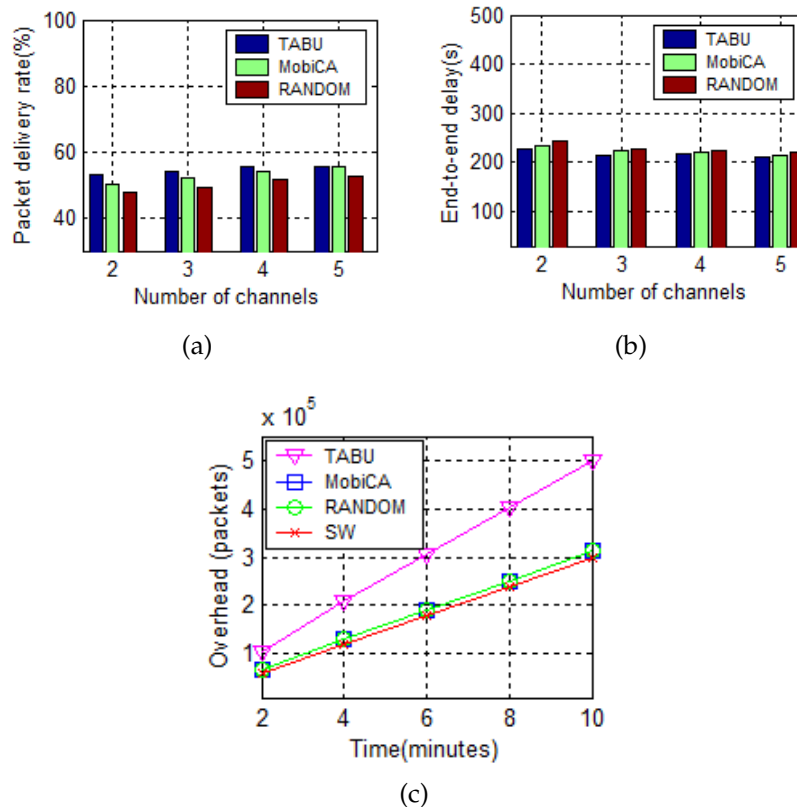 Packet delivery rate(%)
100
80
60
40
TABU
MobiCA
RANDOM
2 3 4 5
Number of channels
(a)
End-to-end delay(s)
500
400
300
200
100
TABU
MobiCA
RANDOM
2 3 4 5
Number of channels
(b)
x 10^5
Overhead (packets)
5
4
3
2
1
TABU
MobiCA
RANDOM
SW
2 4 6 8 10
Time(minutes)
(c)